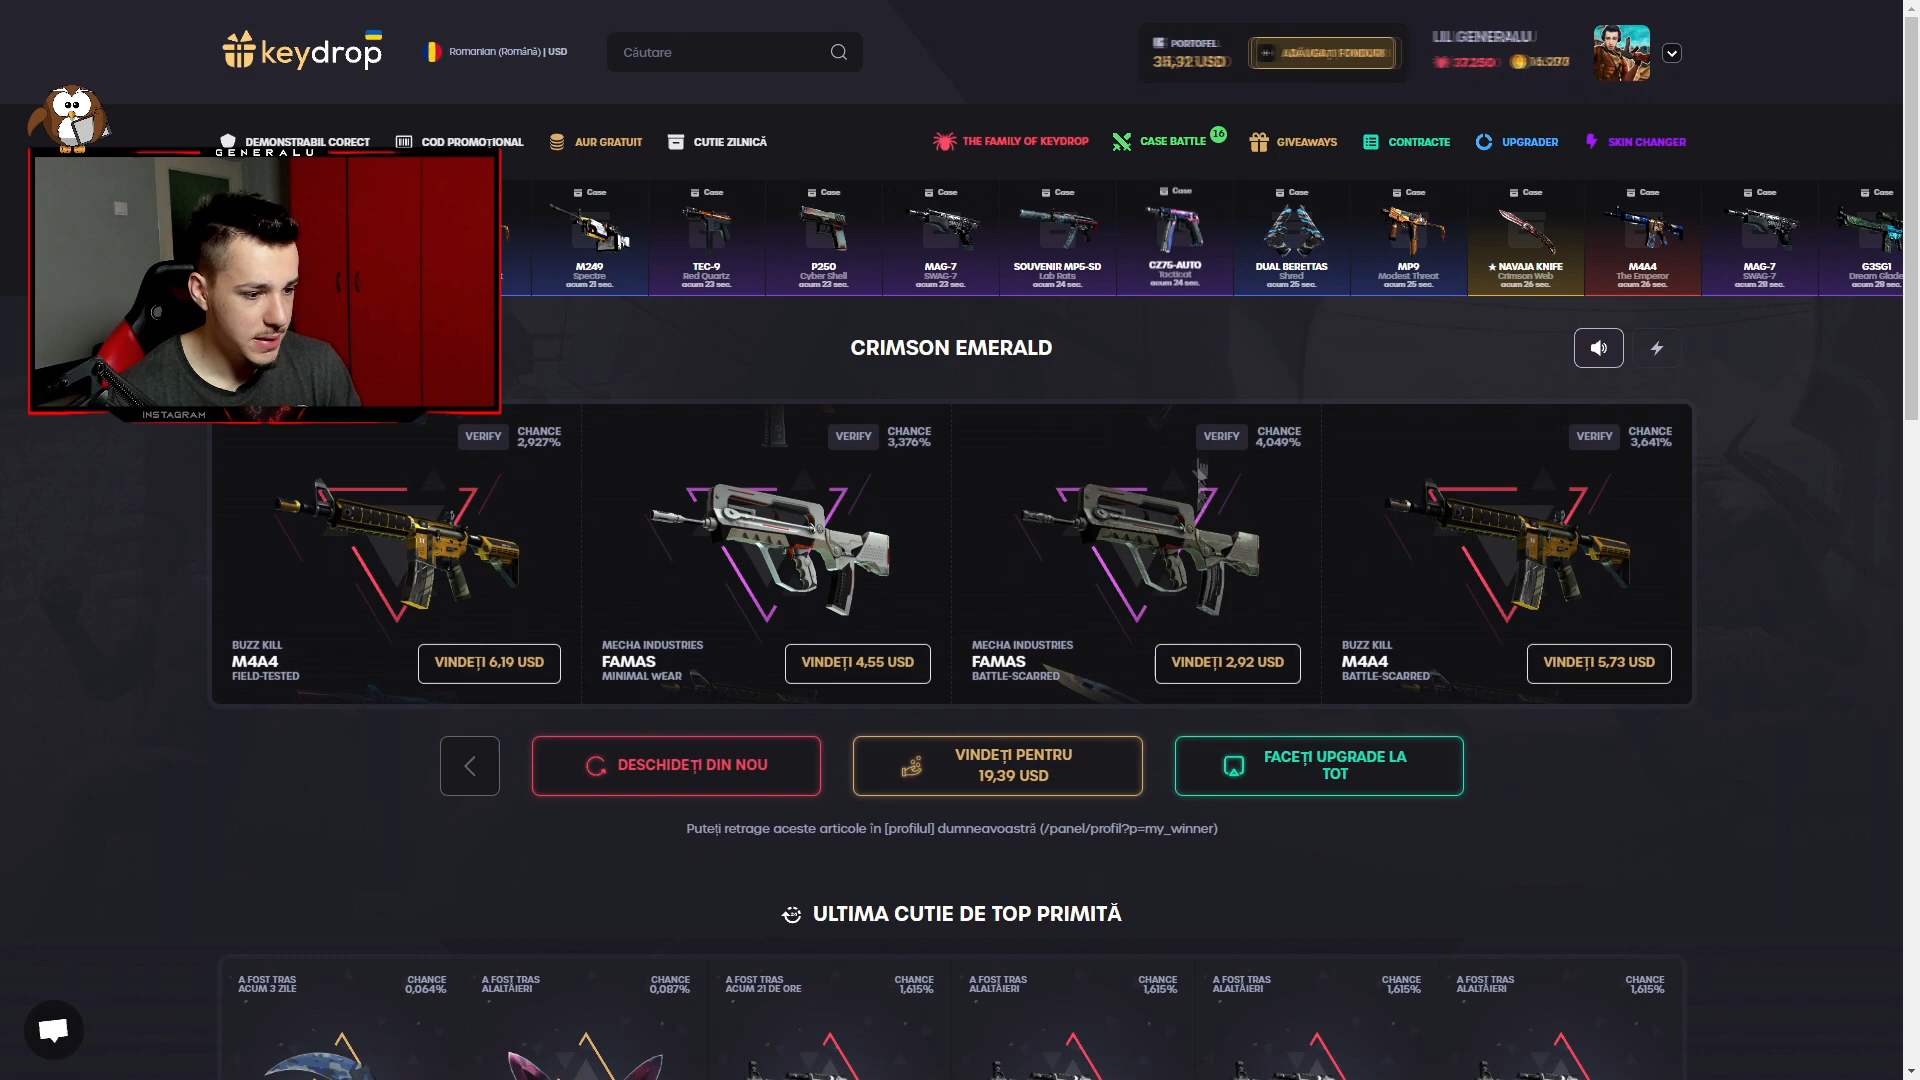 keydrop
Romanian (Română) | USD
Căutare
PORTOFEL
USD
ADĂUGAȚI FONDURI
LIL GENERALU
37.250
DEMONSTRABIL CORECT
COD PROMOȚIONAL
AUR GRATUIT
CUTIE ZILNICĂ
THE FAMILY OF KEYDROP
CASE BATTLE
16
GIVEAWAYS
CONTRACTE
UPGRADER
SKIN CHANGER
GENERALU
INSTAGRAM
Case
M249
Spectre
acum 21 sec.
Case
TEC-9
Red Quartz
acum 23 sec.
Case
P250
Cyber Shell
acum 23 sec.
Case
MAG-7
SWAG-7
acum 23 sec.
Case
SOUVENIR MP5-SD
Lab Rats
acum 24 sec.
Case
CZ75-AUTO
Tacticat
acum 24 sec.
Case
DUAL BERETTAS
Shred
acum 25 sec.
Case
MP9
Modest Threat
acum 25 sec.
Case
★ NAVAJA KNIFE
Crimson Web
acum 26 sec.
Case
M4A4
The Emperor
acum 26 sec.
Case
MAG-7
SWAG-7
acum 28 sec.
Case
G3SG1
Dream Glade
acum 28 sec.
CRIMSON EMERALD
VERIFY
CHANCE
2,927%
BUZZ KILL
M4A4
FIELD-TESTED
VINDEȚI 6,19 USD
VERIFY
CHANCE
3,376%
MECHA INDUSTRIES
FAMAS
MINIMAL WEAR
VINDEȚI 4,55 USD
VERIFY
CHANCE
4,049%
MECHA INDUSTRIES
FAMAS
BATTLE-SCARRED
VINDEȚI 2,92 USD
VERIFY
CHANCE
3,641%
BUZZ KILL
M4A4
BATTLE-SCARRED
VINDEȚI 5,73 USD
DESCHIDEȚI DIN NOU
VINDEȚI PENTRU
19,39 USD
FACEȚI UPGRADE LA
TOT
Puteți retrage aceste articole în [profilul] dumneavoastră (/panel/profil?p=my_winner)
ULTIMA CUTIE DE TOP PRIMITĂ
A FOST TRAS
ACUM 3 ZILE
CHANCE
0,064%
A FOST TRAS
ALALTĂIERI
CHANCE
0,087%
A FOST TRAS
ACUM 21 DE ORE
CHANCE
1,615%
A FOST TRAS
ALALTĂIERI
CHANCE
1,615%
A FOST TRAS
ALALTĂIERI
CHANCE
1,615%
A FOST TRAS
ALALTĂIERI
CHANCE
1,615%